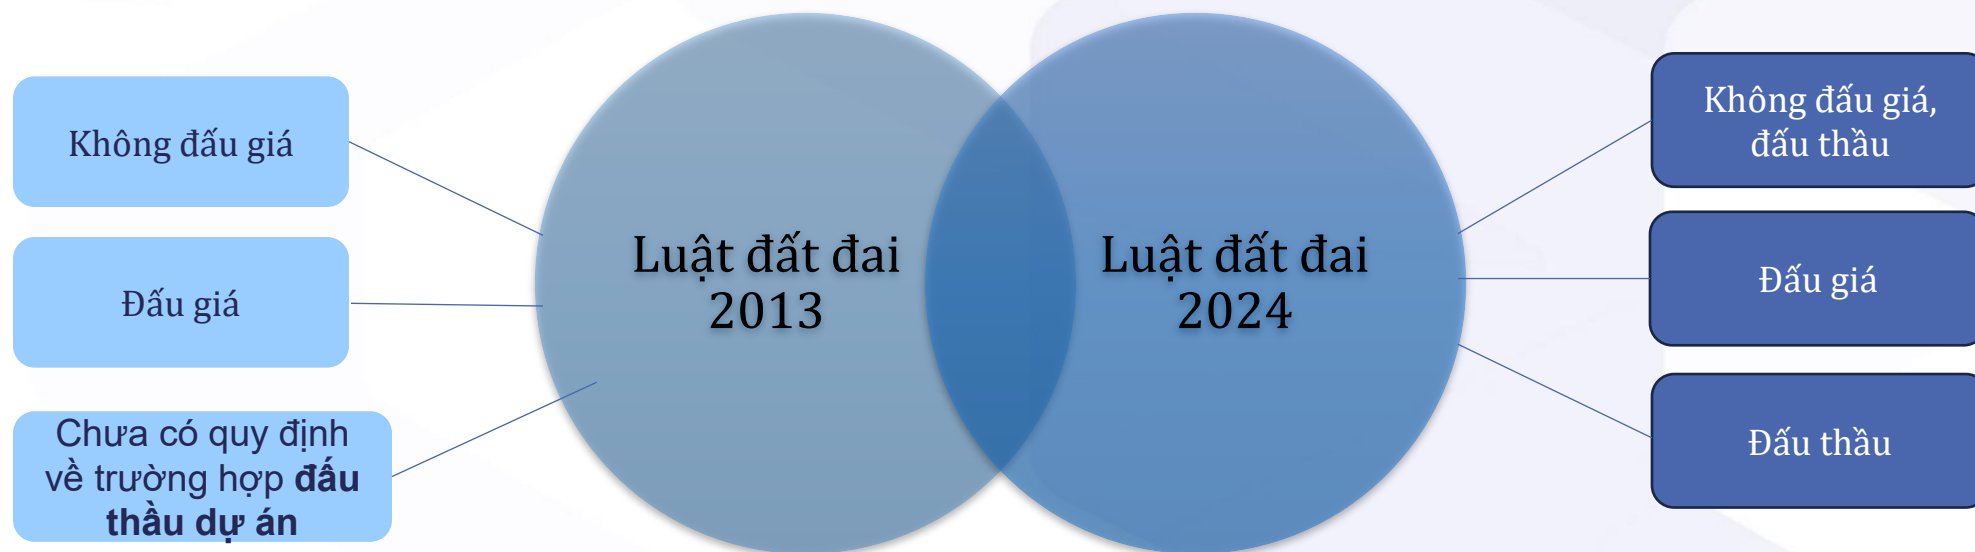 Không đấu giá
Đấu giá
Chưa có quy định
về trường hợp đấu
thầu dự án
Luật đất đai
2013
Luật đất đai
2024
Không đấu giá,
đấu thầu
Đấu giá
Đấu thầu